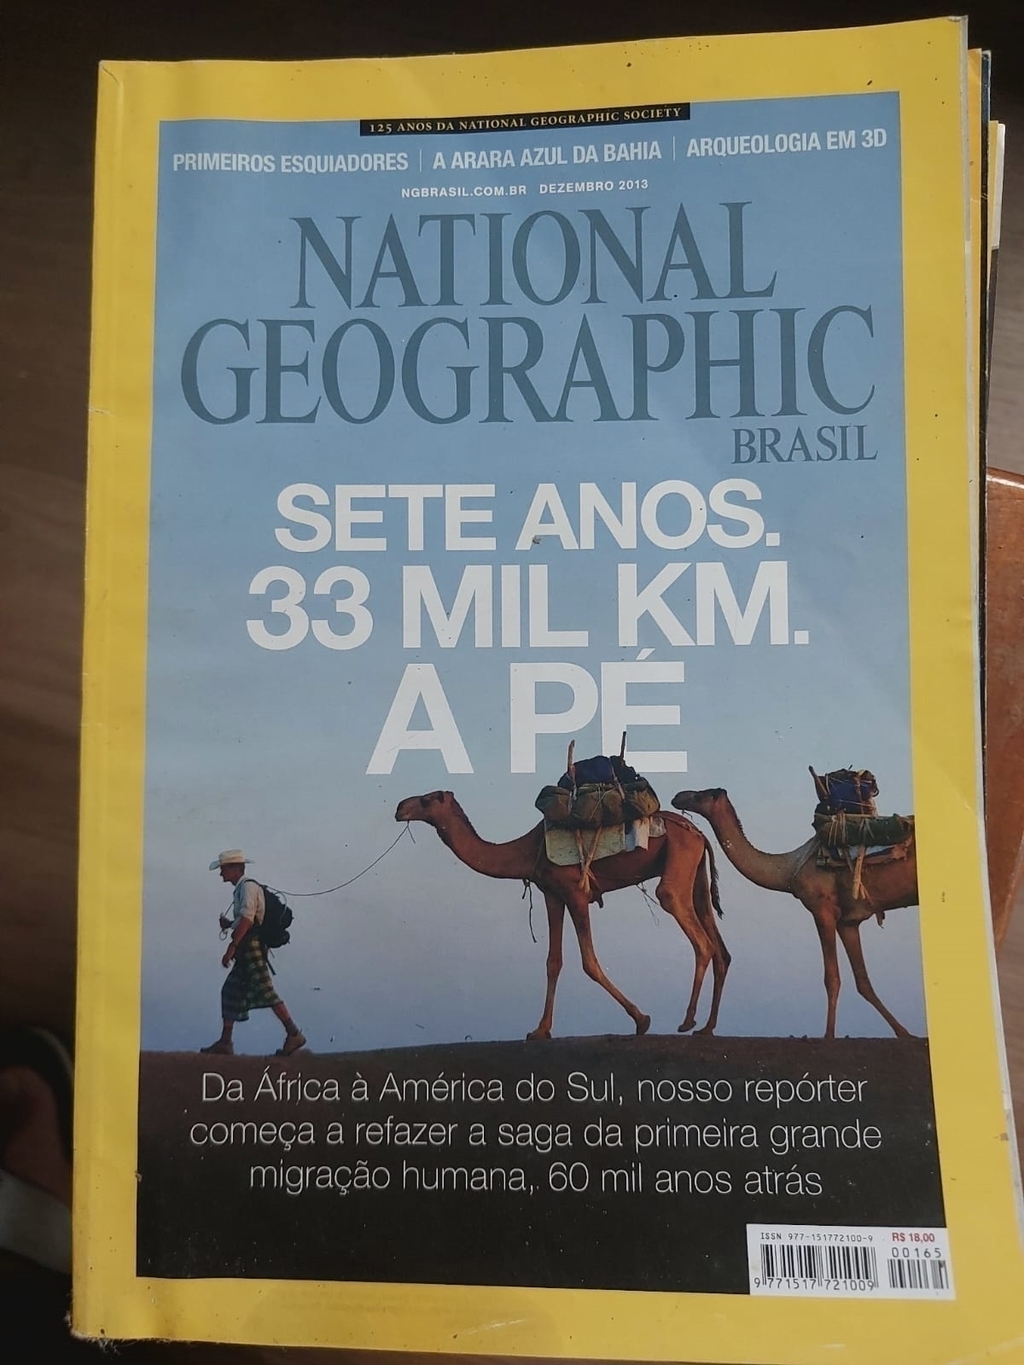 125 ANOS DA NATIONAL GEOGRAPHIC SOCIETY
PRIMEIROS ESQUIADORES | A ARARA AZUL DA BAHIA | ARQUEOLOGIA EM 3D
NGBRASIL.COM.BR DEZEMBRO 2013
NATIONAL
GEOGRAPHIC
BRASIL
SETE ANOS.
33 MIL KM.
A PÉ
Da África à América do Sul, nosso repórter
começa a refazer a saga da primeira grande
migração humana, 60 mil anos atrás
ISSN 977-151772100-9 R$ 18,00
00165
9 771517 721009